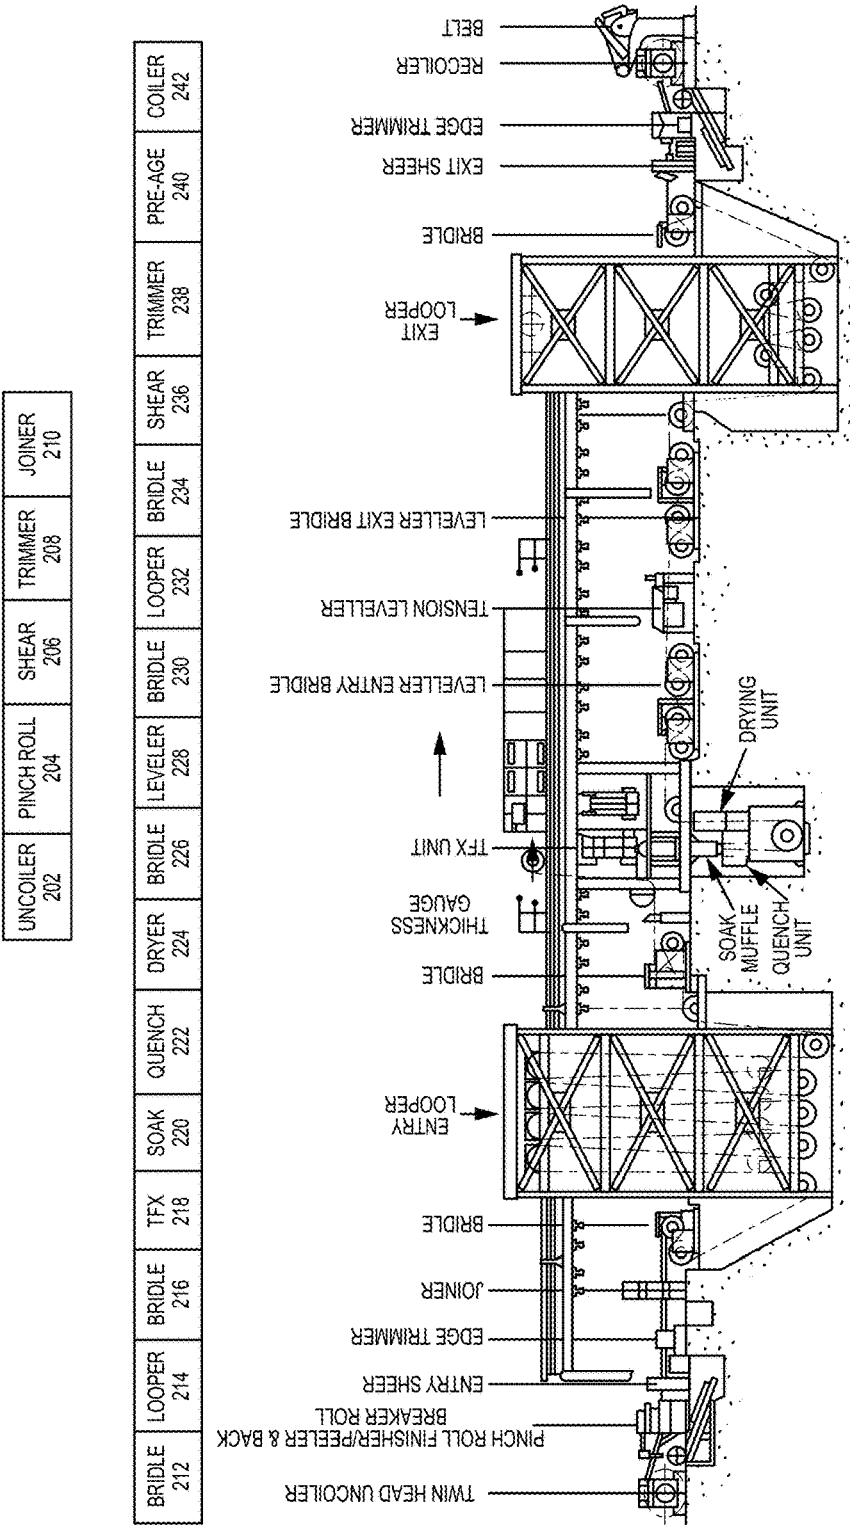 UNCOILER
202
PINCH ROLL
204
SHEAR
206
TRIMMER
208
JOINER
210
BRIDLE
212
LOOPER
214
BRIDLE
216
TFX
218
SOAK
220
QUENCH
222
DRYER
224
BRIDLE
226
LEVELER
228
BRIDLE
230
LOOPER
232
BRIDLE
234
SHEAR
236
TRIMMER
238
PRE-AGE
240
COILER
242
TWIN HEAD UNCOILER
PINCH ROLL FINISHER/PEELER & BACK
BREAKER ROLL
ENTRY SHEER
EDGE TRIMMER
JOINER
BRIDLE
ENTRY
LOOPER
BRIDLE
THICKNESS
GAUGE
TFX UNIT
LEVELLER ENTRY BRIDLE
TENSION LEVELLER
LEVELLER EXIT BRIDLE
EXIT
LOOPER
BRIDLE
EXIT SHEER
EDGE TRIMMER
RECOILER
BELT
SOAK
MUFFLE
QUENCH
UNIT
DRYING
UNIT